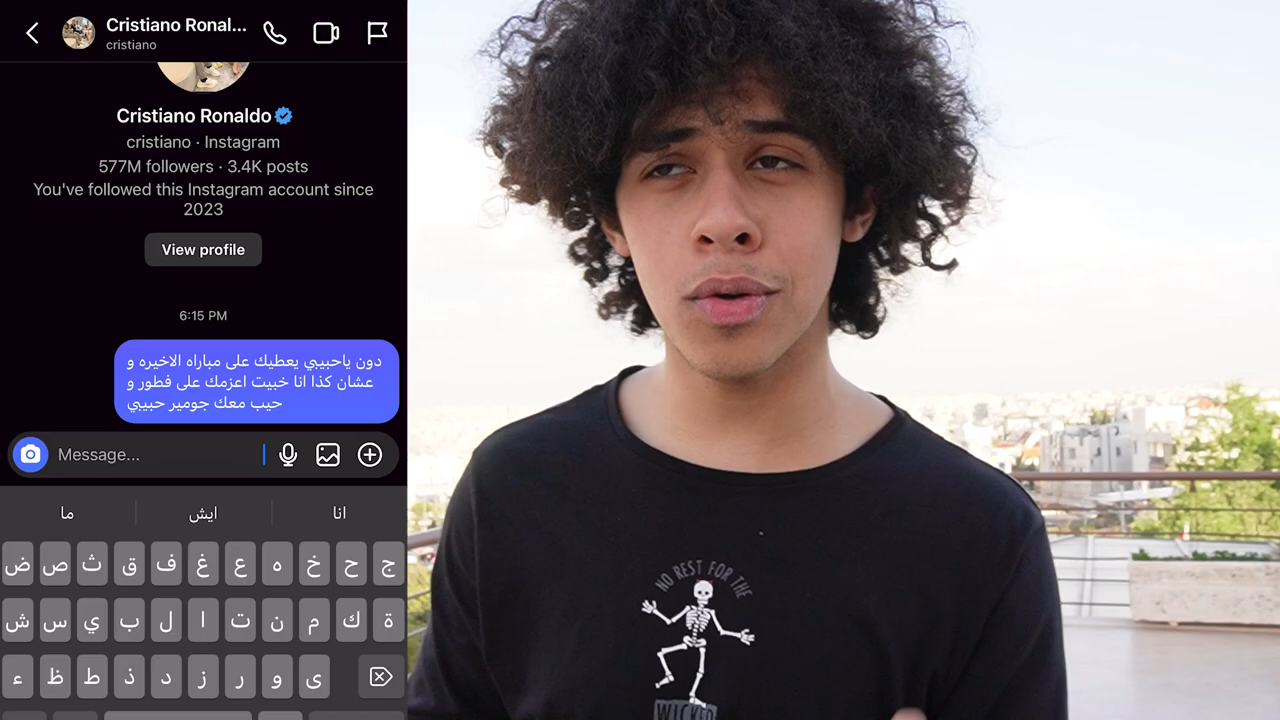 Cristiano Ronal...
cristiano
Cristiano Ronaldo
cristiano · Instagram
577M followers · 3.4K posts
You've followed this Instagram account since
2023
View profile
6:15 PM
دون ياحبيبي يعطيك على مباراه الاخيره و
عشان كذا انا خبيت اعزمك على فطور و
حيب معك جومير حبيبي
Message...
انا ايش ما
ض ص ث ق ف غ ع ه خ ح ج
ش س ي ب ل ا ت ن م ك ة
ء ظ ط ذ د ز ر و ى
NO REST FOR THE
WICKED